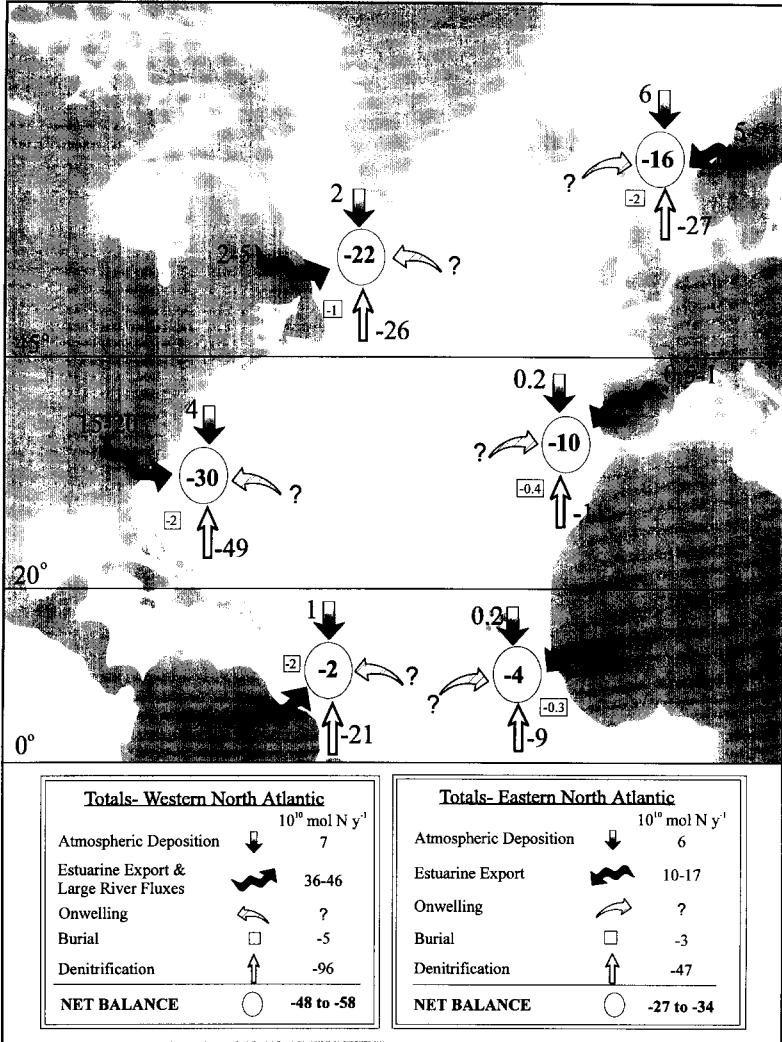 6
-16
?
-2
-27
2
-22
2-5
?
-1
-26
45°
0.2
-10
?
-0.4
4
15-20
-30
?
-2
-49
20°
1
-2
-2
?
-21
0.2
-4
?
-0.3
-9
0°
Totals- Western North Atlantic
10¹⁰ mol N y⁻¹
Atmospheric Deposition 7
Estuarine Export &
Large River Fluxes 36-46
Onwelling ?
Burial -5
Denitrification -96
NET BALANCE -48 to -58
Totals- Eastern North Atlantic
10¹⁰ mol N y⁻¹
Atmospheric Deposition 6
Estuarine Export 10-17
Onwelling ?
Burial -3
Denitrification -47
NET BALANCE -27 to -34